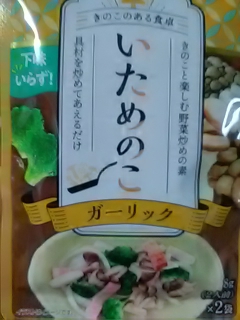 きのこのある食卓
きのこと楽しむ野菜炒めの素
いためのこ
具材を炒めてあえるだけ
下味
いらず!
ガーリック
×2袋